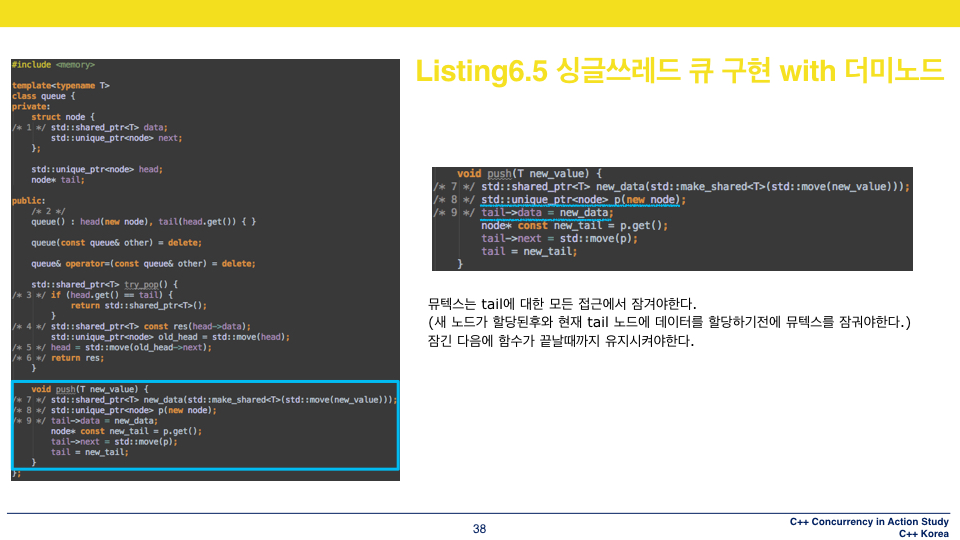 #include <memory>
template<typename T>
class queue {
private:
struct node {
/* 1 */ std::shared_ptr<T> data;
std::unique_ptr<node> next;
};
std::unique_ptr<node> head;
node* tail;
public:
/* 2 */
queue() : head(new node), tail(head.get()) { }
queue(const queue& other) = delete;
queue& operator=(const queue& other) = delete;
std::shared_ptr<T> try_pop() {
/* 3 */ if (head.get() == tail) {
return std::shared_ptr<T>();
}
/* 4 */ std::shared_ptr<T> const res(head->data);
std::unique_ptr<node> old_head = std::move(head);
/* 5 */ head = std::move(old_head->next);
/* 6 */ return res;
}
void push(T new_value) {
/* 7 */ std::shared_ptr<T> new_data(std::make_shared<T>(std::move(new_value)));
/* 8 */ std::unique_ptr<node> p(new node);
/* 9 */ tail->data = new_data;
node* const new_tail = p.get();
tail->next = std::move(p);
tail = new_tail;
}
};
Listing6.5 싱글쓰레드 큐 구현 with 더미노드
void push(T new_value) {
/* 7 */ std::shared_ptr<T> new_data(std::make_shared<T>(std::move(new_value)));
/* 8 */ std::unique_ptr<node> p(new node);
/* 9 */ tail->data = new_data;
node* const new_tail = p.get();
tail->next = std::move(p);
tail = new_tail;
}
뮤텍스는 tail에 대한 모든 접근에서 잠겨야한다.
(새 노드가 할당된후와 현재 tail 노드에 데이터를 할당하기전에 뮤텍스를 잠궈야한다.)
잠긴 다음에 함수가 끝날때까지 유지시켜야한다.
38
C++ Concurrency in Action Study
C++ Korea